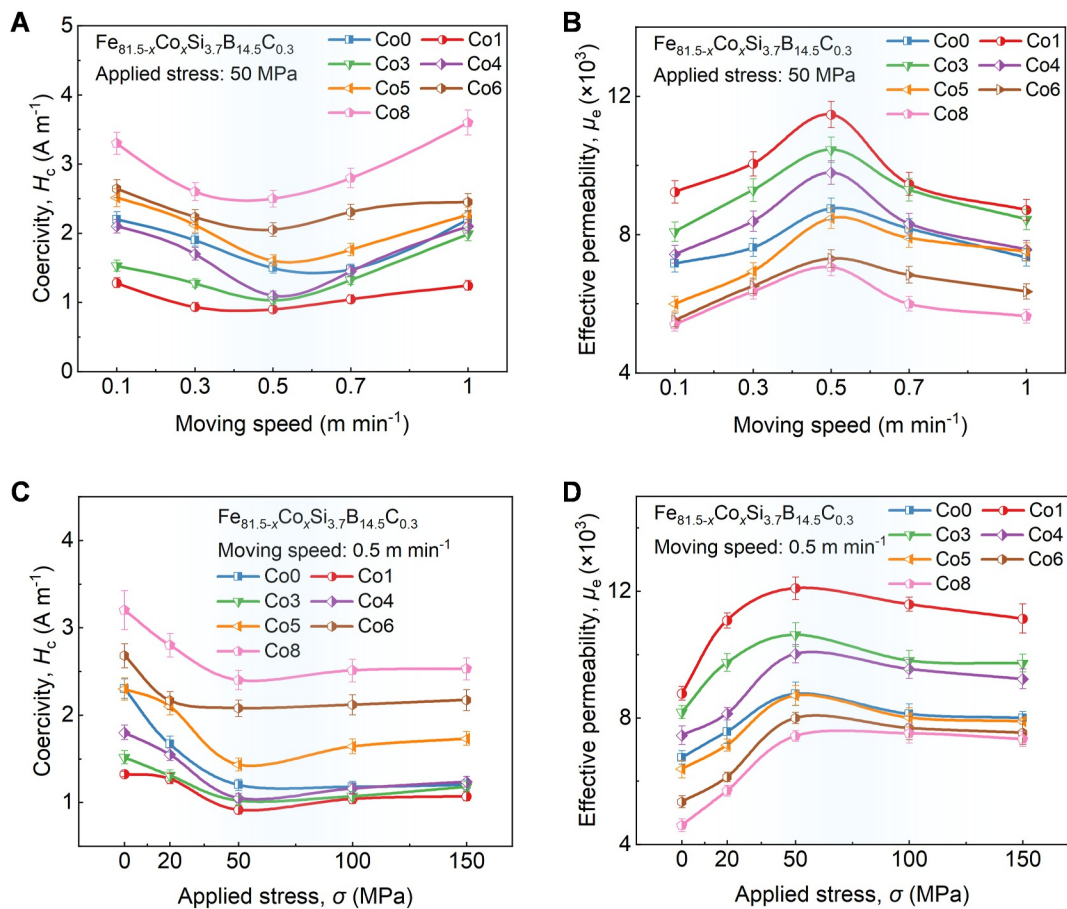 A
Fe81.5-xCoxSi3.7B14.5C0.3
Applied stress: 50 MPa
Co0 Co1
Co3 Co4
Co5 Co6
Co8
5
4
3
2
1
0
Coercivity, Hc (A m-1)
0.1 0.3 0.5 0.7 1
Moving speed (m min-1)
B
Fe81.5-xCoxSi3.7B14.5C0.3
Applied stress: 50 MPa
Co0 Co1
Co3 Co4
Co5 Co6
Co8
12
8
4
Effective permeability, μe (×103)
0.1 0.3 0.5 0.7 1
Moving speed (m min-1)
C
Fe81.5-xCoxSi3.7B14.5C0.3
Moving speed: 0.5 m min-1
Co0 Co1
Co3 Co4
Co5 Co6
Co8
4
3
2
1
Coercivity, Hc (A m-1)
0 20 50 100 150
Applied stress, σ (MPa)
D
Fe81.5-xCoxSi3.7B14.5C0.3
Moving speed: 0.5 m min-1
Co0 Co1
Co3 Co4
Co5 Co6
Co8
12
8
4
Effective permeability, μe (×103)
0 20 50 100 150
Applied stress, σ (MPa)